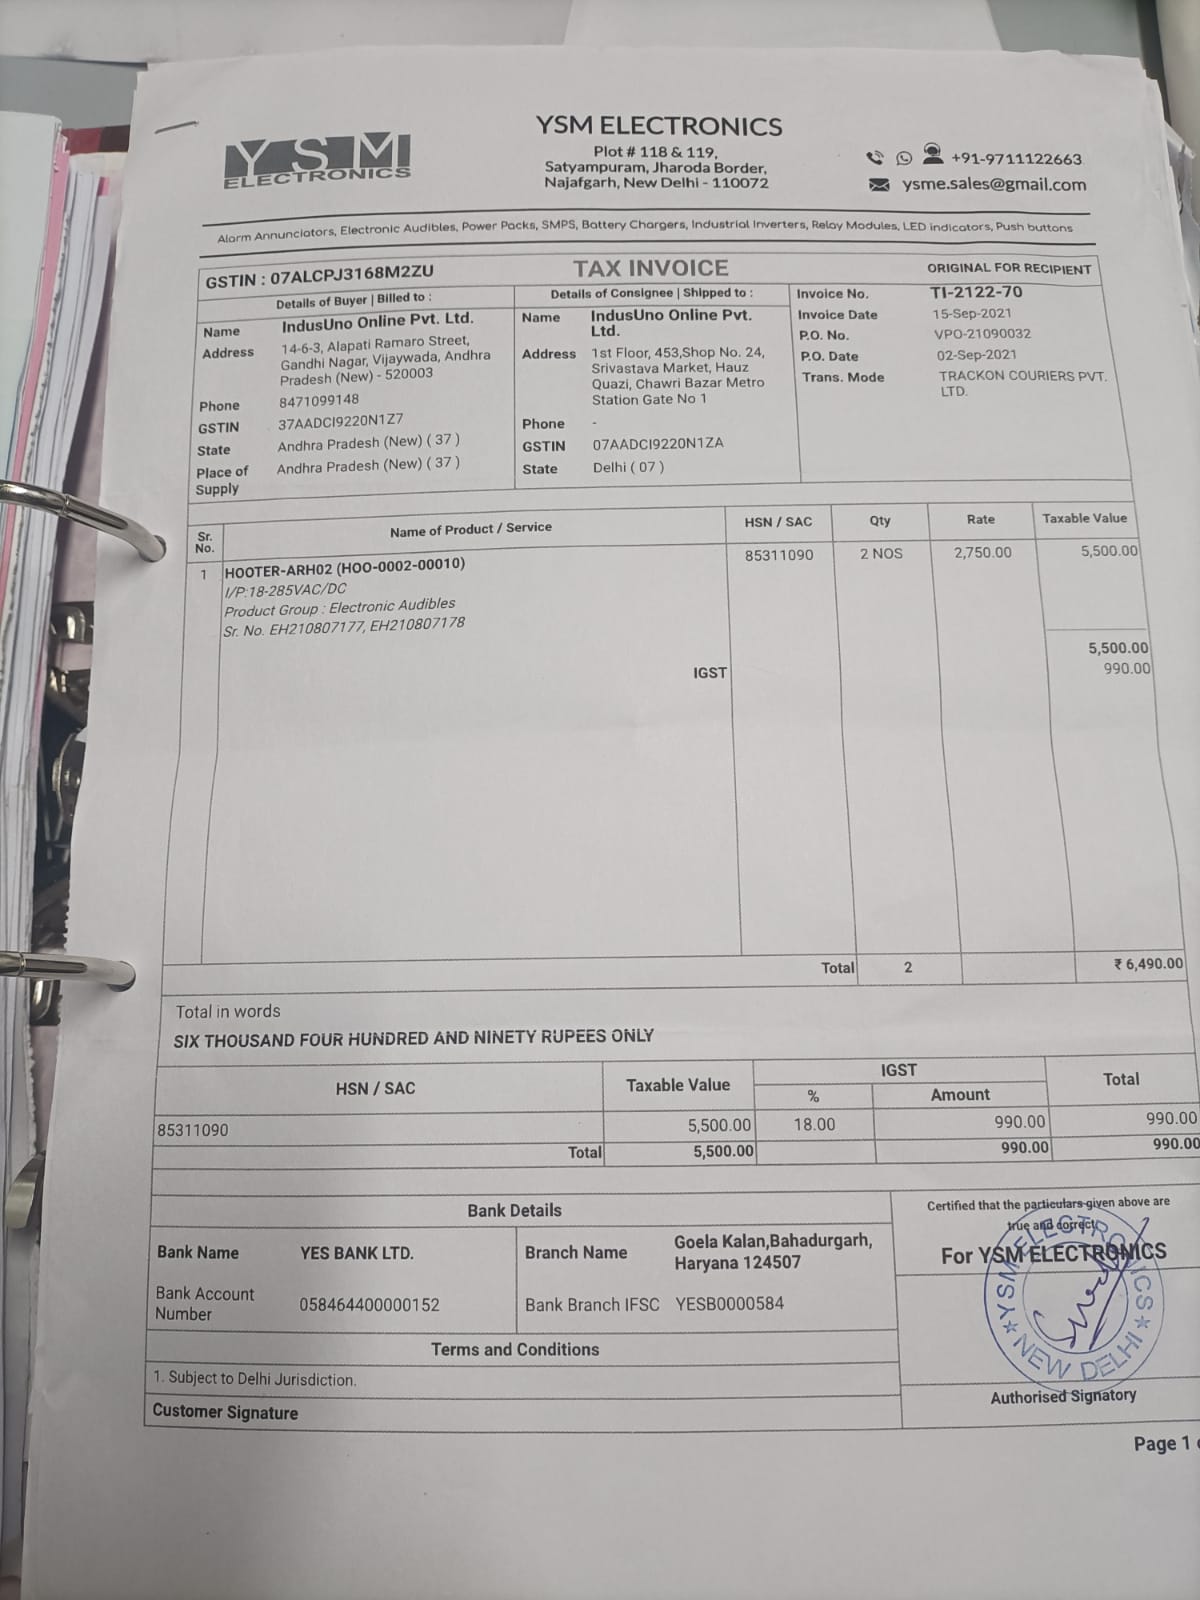 YSM
ELECTRONICS
YSM ELECTRONICS
Plot # 118 & 119,
Satyampuram, Jharoda Border,
Najafgarh, New Delhi - 110072
+91-9711122663
ysme.sales@gmail.com
Alarm Annunciators, Electronic Audibles, Power Packs, SMPS, Battery Chargers, Industrial Inverters, Relay Modules, LED indicators, Push buttons
GSTIN : 07ALCPJ3168M2ZU
TAX INVOICE
ORIGINAL FOR RECIPIENT
Details of Buyer | Billed to :
Name IndusUno Online Pvt. Ltd.
Address 14-6-3, Alapati Ramaro Street,
Gandhi Nagar, Vijaywada, Andhra
Pradesh (New) - 520003
Phone 8471099148
GSTIN 37AADCI9220N1Z7
State Andhra Pradesh (New) ( 37 )
Place of Andhra Pradesh (New) ( 37 )
Supply
Details of Consignee | Shipped to :
Name IndusUno Online Pvt.
Ltd.
Address 1st Floor, 453,Shop No. 24,
Srivastava Market, Hauz
Quazi, Chawri Bazar Metro
Station Gate No 1
Phone -
GSTIN 07AADCI9220N1ZA
State Delhi ( 07 )
Invoice No. TI-2122-70
Invoice Date 15-Sep-2021
P.O. No. VPO-21090032
P.O. Date 02-Sep-2021
Trans. Mode TRACKON COURIERS PVT.
LTD.
Sr.
No.
Name of Product / Service HSN / SAC Qty Rate Taxable Value
1 HOOTER-ARH02 (HOO-0002-00010) 85311090 2 NOS 2,750.00 5,500.00
I/P:18-285VAC/DC
Product Group : Electronic Audibles
Sr. No. EH210807177, EH210807178
5,500.00
IGST 990.00
Total 2 ₹ 6,490.00
Total in words
SIX THOUSAND FOUR HUNDRED AND NINETY RUPEES ONLY
HSN / SAC Taxable Value IGST Total
% Amount
85311090 5,500.00 18.00 990.00 990.00
Total 5,500.00 990.00 990.00
Bank Details
Bank Name YES BANK LTD.
Branch Name Goela Kalan,Bahadurgarh,
Haryana 124507
Bank Account
Number 058464400000152
Bank Branch IFSC YESB0000584
Terms and Conditions
1. Subject to Delhi Jurisdiction.
Customer Signature
Certified that the particulars given above are
true and correct
For YSM ELECTRONICS
YSM ELECTRONICS
NEW DELHI
Authorised Signatory
Page 1